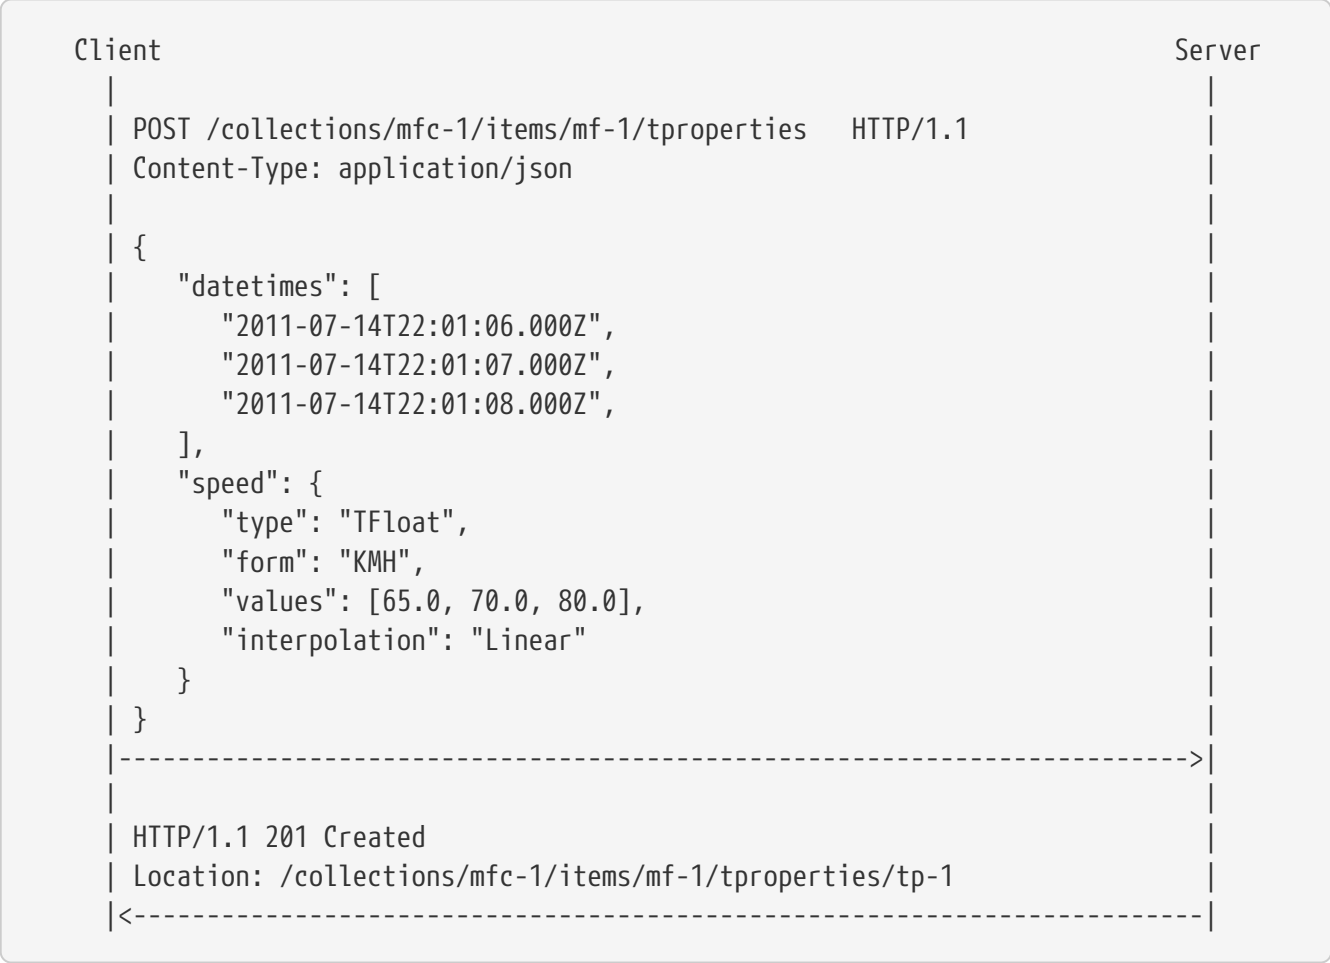 Client Server
| |
| POST /collections/mfc-1/items/mf-1/tproperties   HTTP/1.1 |
| Content-Type: application/json |
| |
| { |
|    "datetimes": [ |
|       "2011-07-14T22:01:06.000Z", |
|       "2011-07-14T22:01:07.000Z", |
|       "2011-07-14T22:01:08.000Z", |
|    ], |
|    "speed": { |
|       "type": "TFloat", |
|       "form": "KMH", |
|       "values": [65.0, 70.0, 80.0], |
|       "interpolation": "Linear" |
|    } |
| } |
|------------------------------------------------------------------------->|
| |
| HTTP/1.1 201 Created |
| Location: /collections/mfc-1/items/mf-1/tproperties/tp-1 |
|<-------------------------------------------------------------------------|